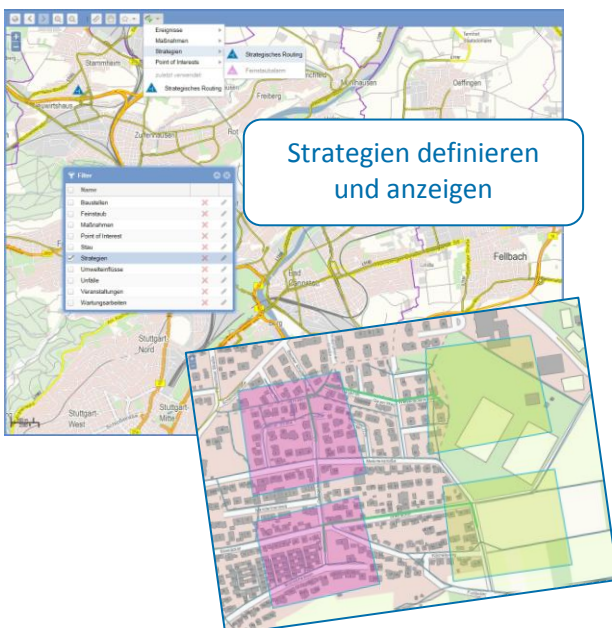 Ereignisse
Maßnahmen
Strategien
Point of Interests
zuletzt verwendet
Strategisches Routing
Strategisches Routing
Feinstaubalarm
Stammheim
Freiberg
Mühlhausen
Oeffingen
Zuffenhausen
Rot
Strategien definieren
und anzeigen
Filter
Name
Baustellen
Feinstaub
Maßnahmen
Point of Interest
Stau
Strategien
Umwelteinflüsse
Unfälle
Veranstaltungen
Wartungsarbeiten
Fellbach
Bad
Cannstatt
Stuttgart-
Nord
Stuttgart-
West
Stuttgart-
Mitte